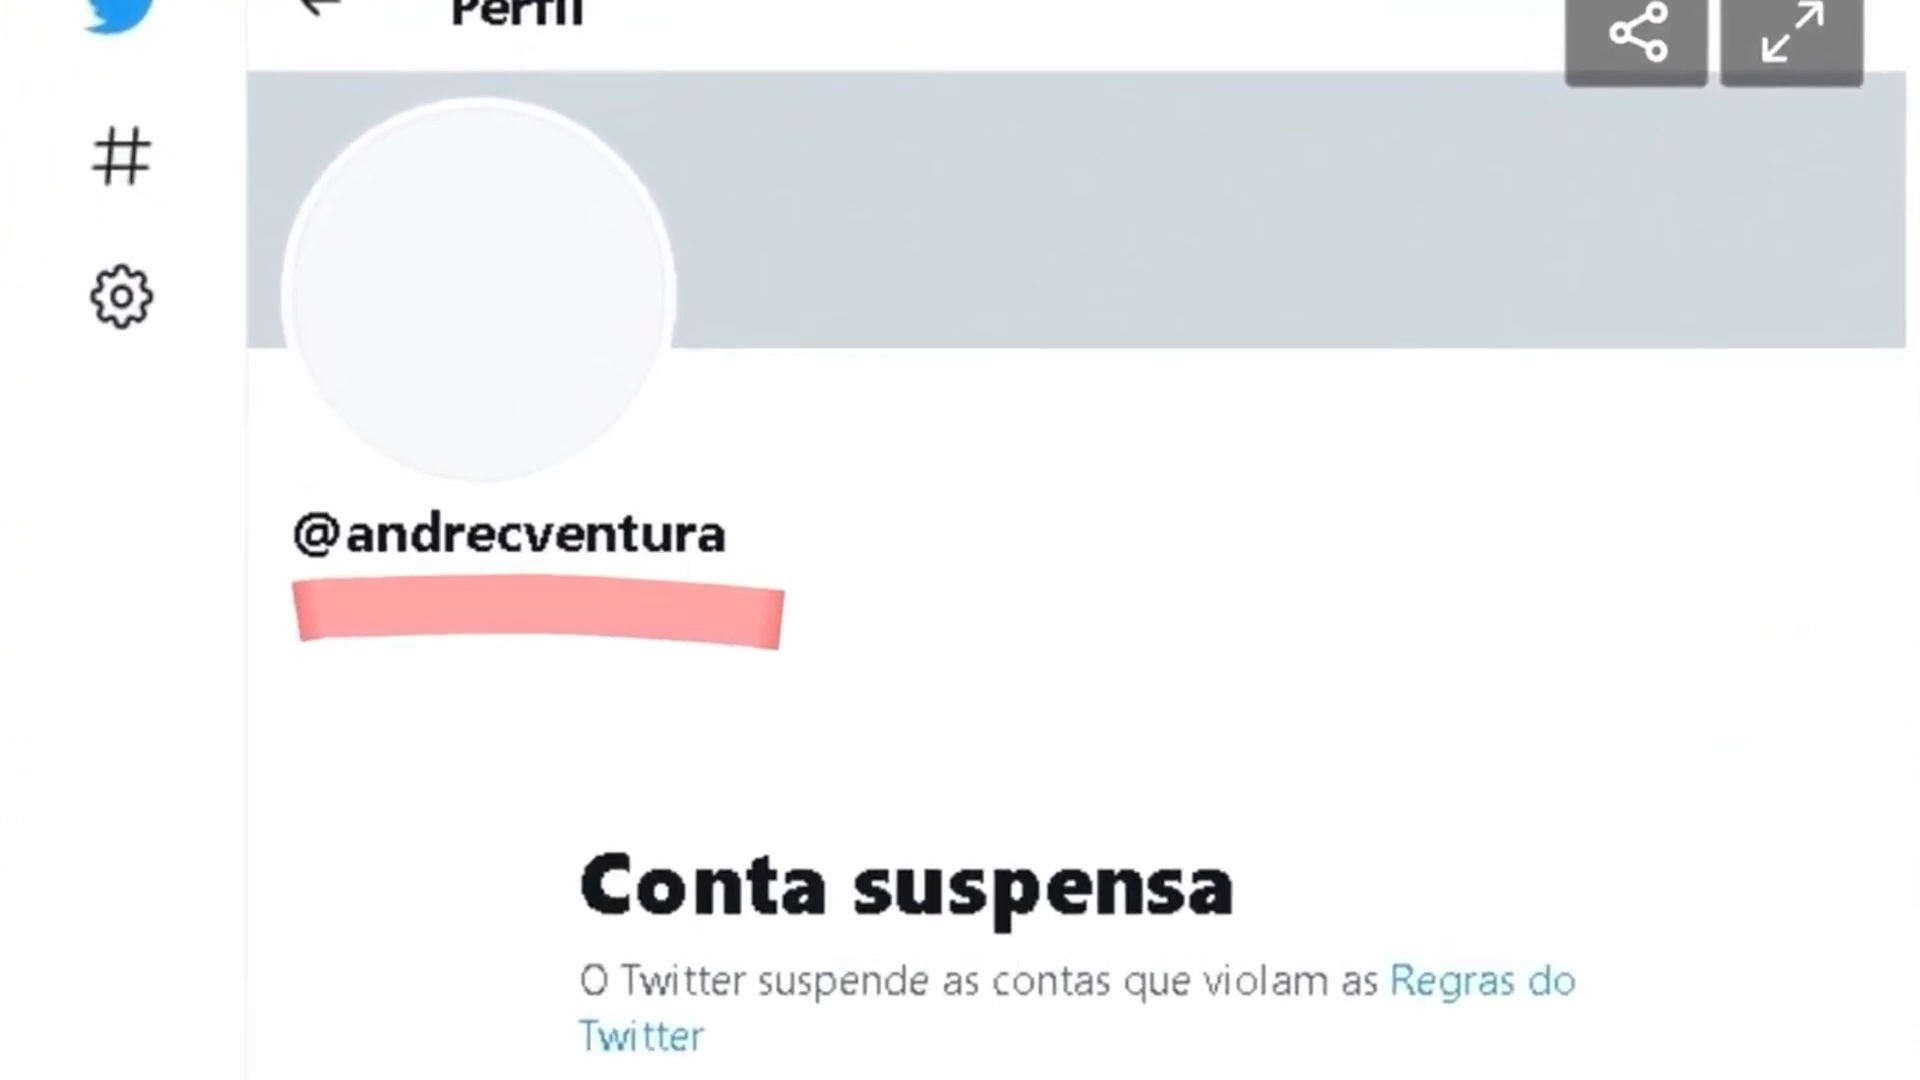 Perfil
@andrecventura
Conta suspensa
O Twitter suspende as contas que violam as Regras do
Twitter